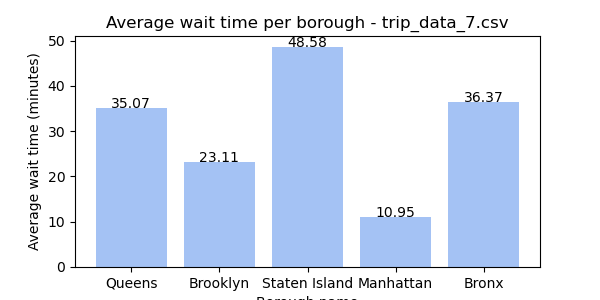 Average wait time per borough - trip_data_7.csv
Average wait time (minutes)
50
40
30
20
10
0
35.07
23.11
48.58
10.95
36.37
Queens
Brooklyn
Staten Island
Manhattan
Bronx
Borough name